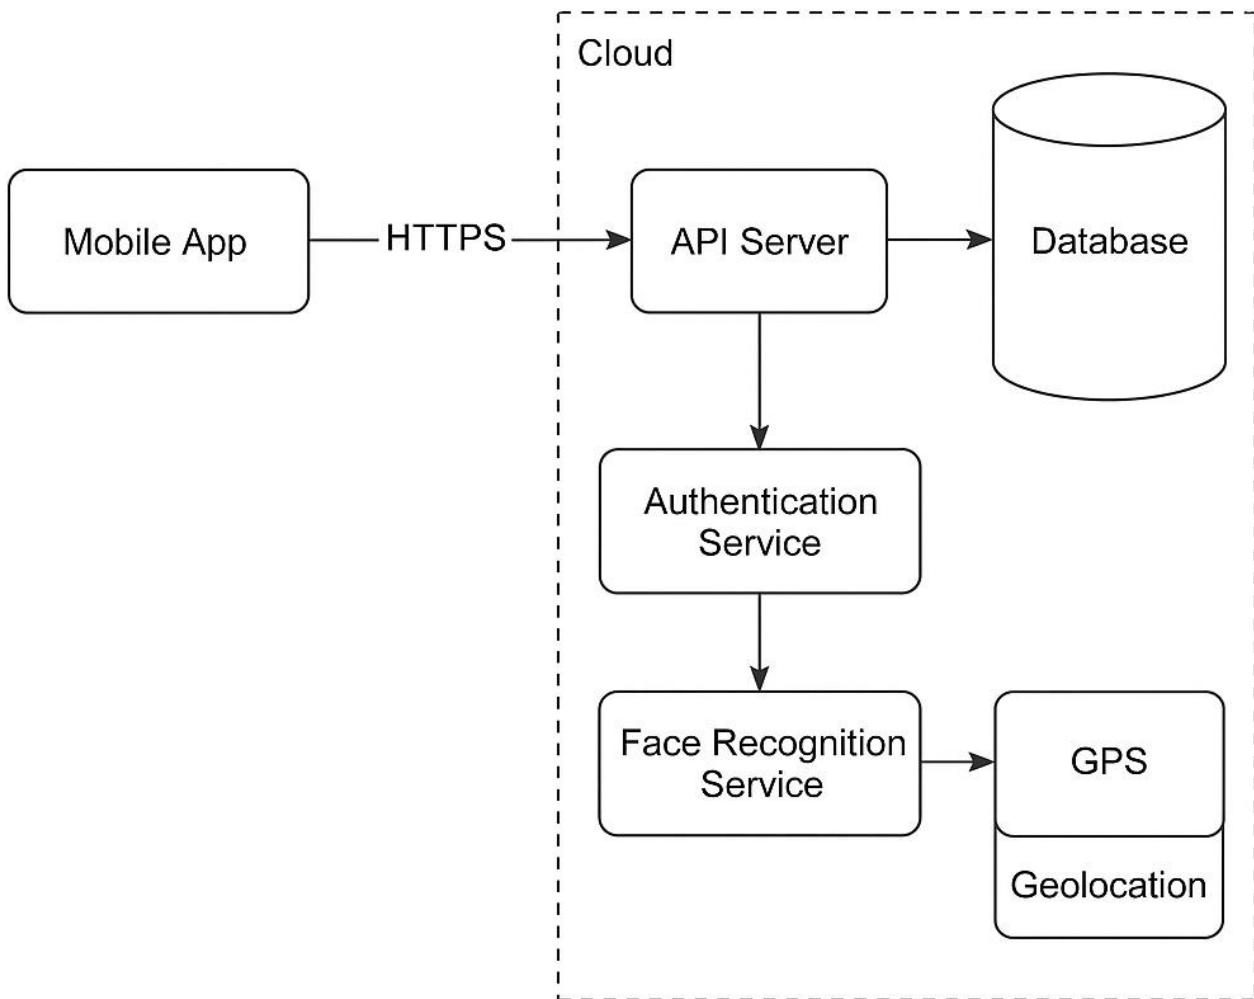 Cloud
Mobile App
HTTPS
API Server
Database
Authentication
Service
Face Recognition
Service
GPS
Geolocation